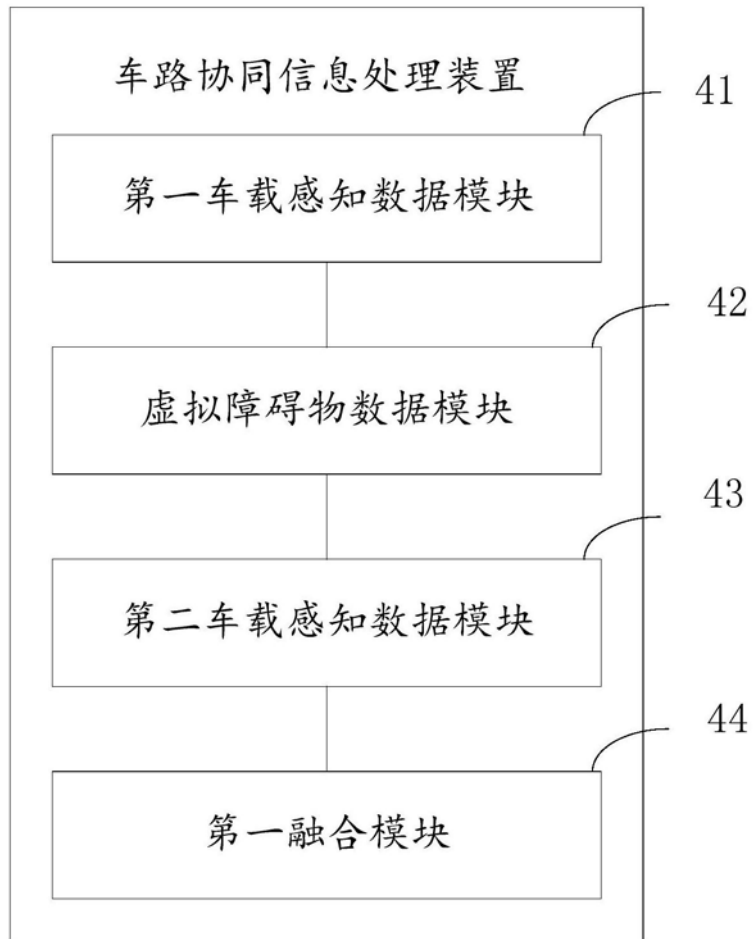 车路协同信息处理装置
41
第一车载感知数据模块
42
虚拟障碍物数据模块
43
第二车载感知数据模块
44
第一融合模块